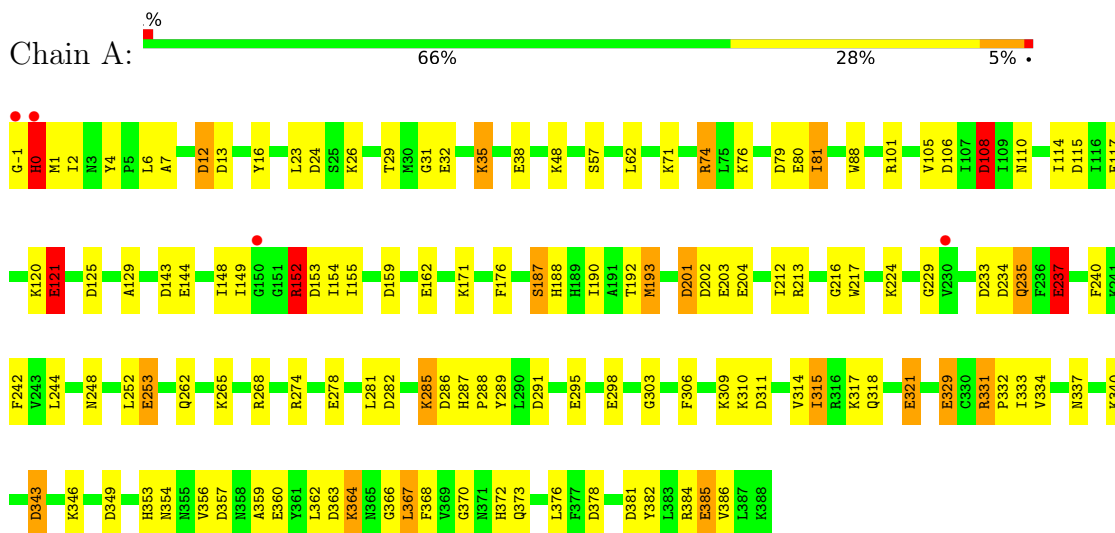 %
Chain A:
66% 28% 5% •
G-1 H0 M1 I2 N3 Y4 P5 L6 A7 D12 D13 Y16 L23 D24 S25 K26 T29 M30 G31 E32 K35 E38 K48 S57 L62 K71 R74 L75 K76 D79 E80 I81 W88 R101 V105 D106 I107 D108 I109 N110 I114 D115 I116 E117
K120 E121 D125 A129 D143 E144 I148 I149 G150 G151 R152 D153 I154 I155 D159 E162 K171 F176 S187 H188 H189 I190 A191 T192 M193 D201 D202 E203 E204 I212 R213 G216 W217 K224 G229 V230 D233 D234 Q235 F236 E237 F240 K241
F242 V243 L244 N248 L252 E253 Q262 K265 R268 R274 E278 L281 D282 K285 D286 H287 P288 Y289 L290 D291 E295 E298 G303 F306 K309 K310 D311 V314 I315 R316 K317 Q318 E321 E329 C330 R331 P332 I333 V334 N337 K340
D343 K346 D349 H353 N354 N355 V356 D357 N358 A359 E360 Y361 L362 D363 K364 N365 G366 L367 F368 V369 G370 N371 H372 Q373 L376 F377 D378 D381 Y382 L383 R384 E385 V386 L387 K388